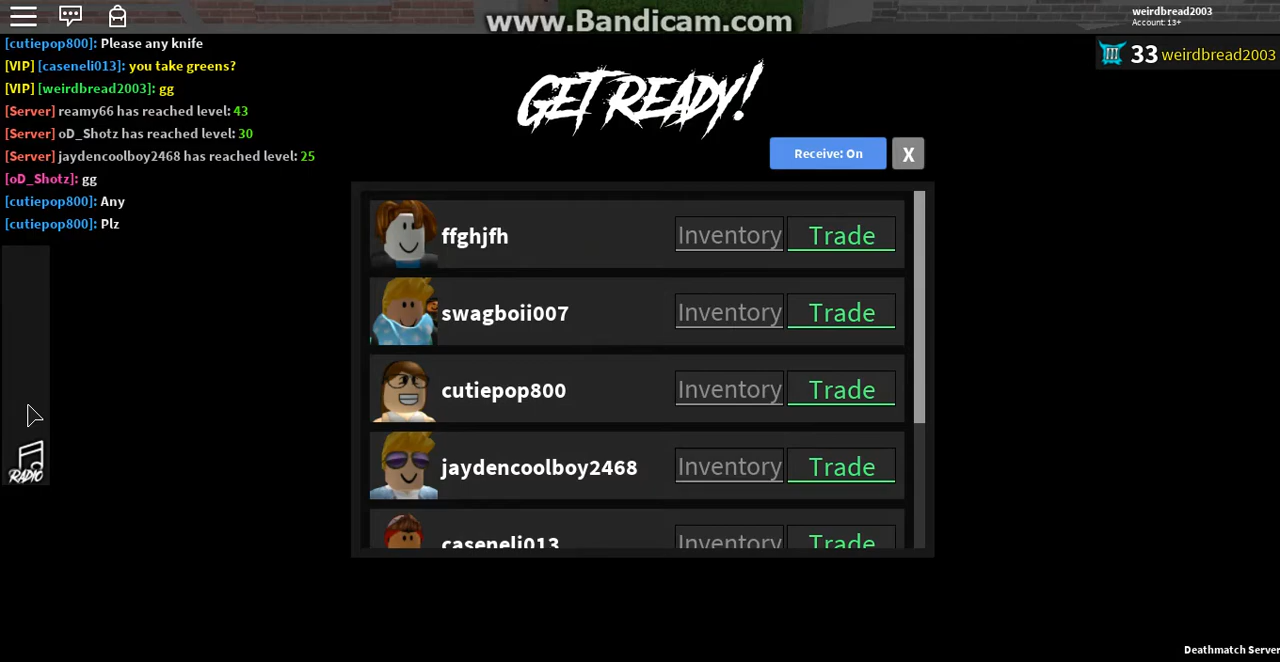 www.Bandicam.com
weirdbread2003
Account: 13+
33 weirdbread2003
[cutiepop800]: Please any knife
[VIP] [caseneli013]: you take greens?
[VIP] [weirdbread2003]: gg
[Server] reamy66 has reached level: 43
[Server] oD_Shotz has reached level: 30
[Server] jaydencoolboy2468 has reached level: 25
[oD_Shotz]: gg
[cutiepop800]: Any
[cutiepop800]: Plz
GET READY!
Receive: On X
ffghjfh Inventory Trade
swagboii007 Inventory Trade
cutiepop800 Inventory Trade
jaydencoolboy2468 Inventory Trade
caseneli013 Inventory Trade
RADIO
Deathmatch Server